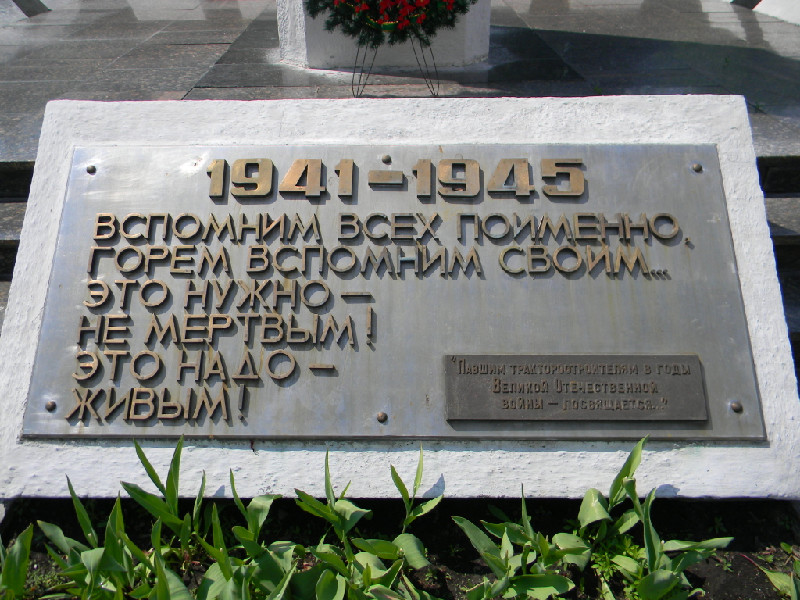 1941–1945
ВСПОМНИМ ВСЕХ ПОИМЕННО,
ГОРЕМ ВСПОМНИМ СВОИМ...
ЭТО НУЖНО –
НЕ МЕРТВЫМ!
ЭТО НАДО –
ЖИВЫМ!
"ПАВШИМ ТРАКТОРОСТРОИТЕЛЯМ В ГОДЫ
ВЕЛИКОЙ ОТЕЧЕСТВЕННОЙ
ВОЙНЫ – ПОСВЯЩАЕТСЯ..."